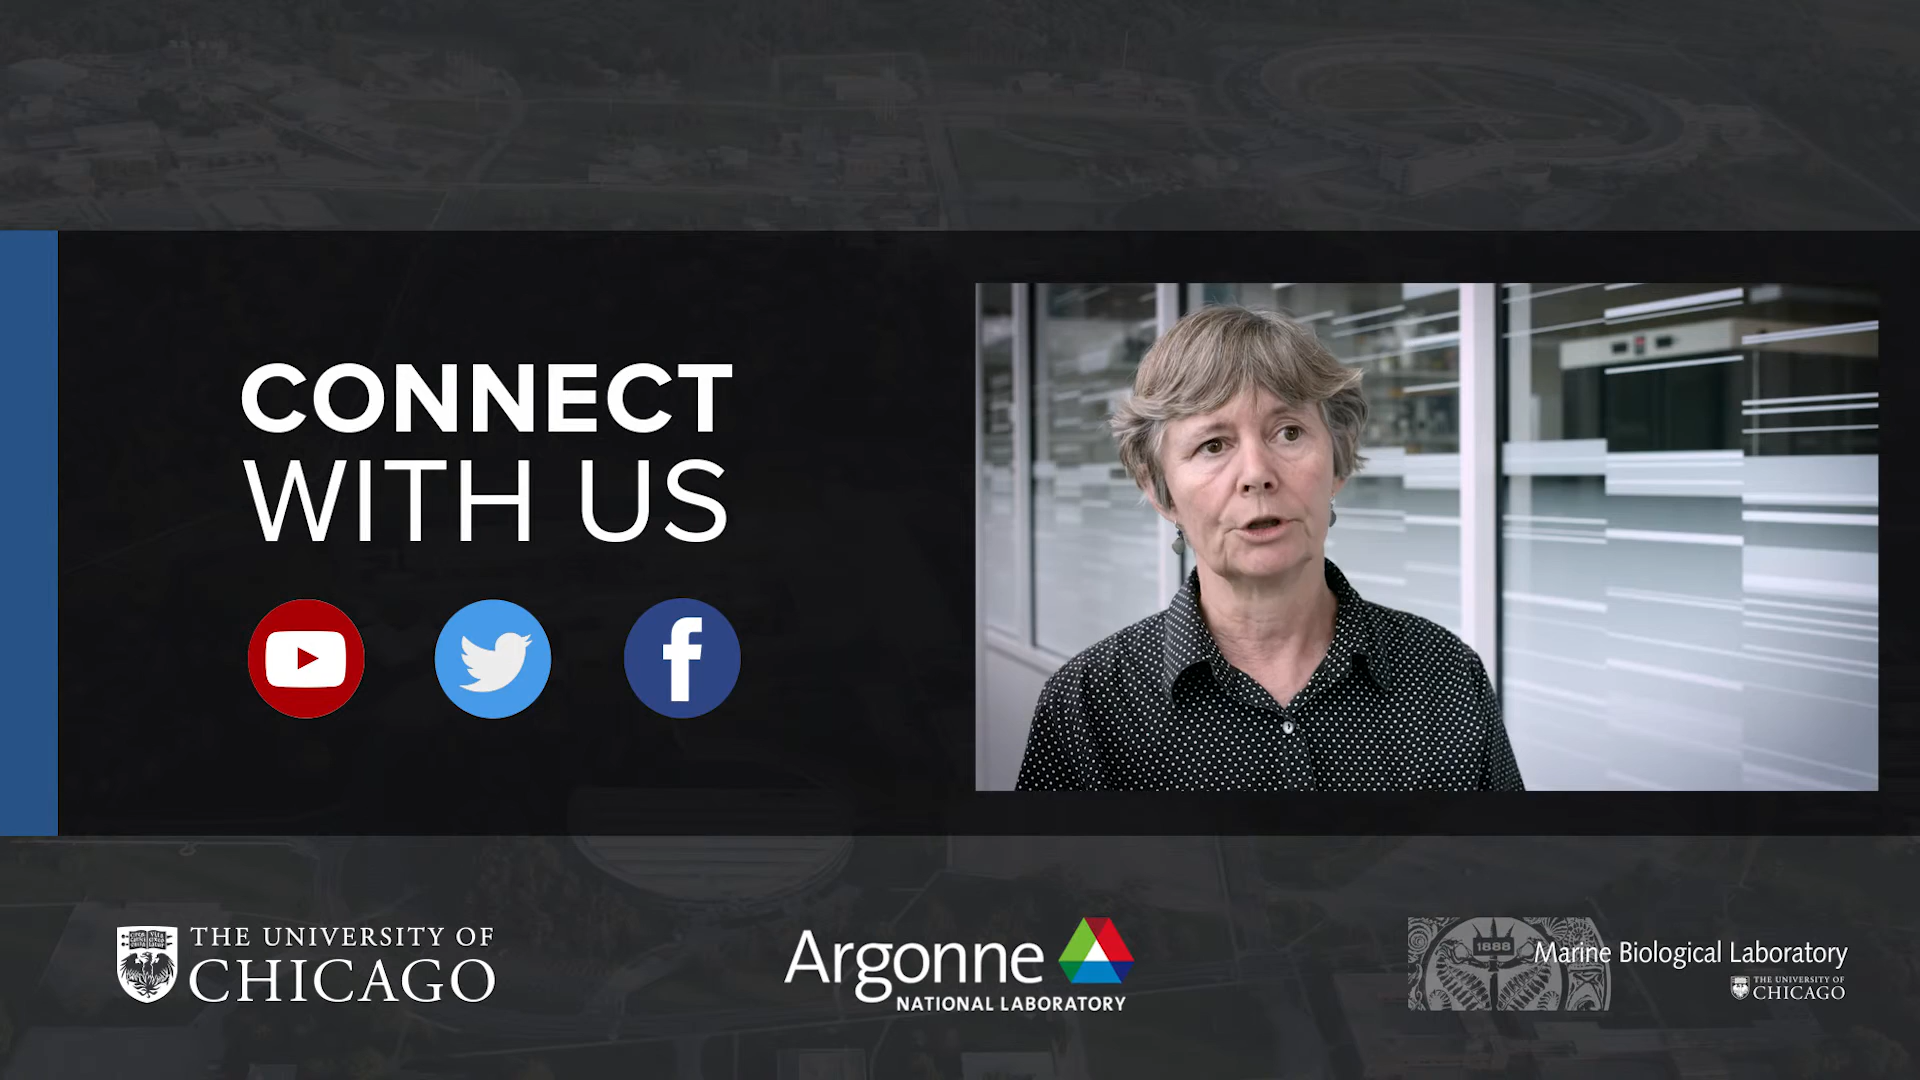 CONNECT
WITH US
THE UNIVERSITY OF
CHICAGO
Argonne
NATIONAL LABORATORY
1888
Marine Biological Laboratory
THE UNIVERSITY OF
CHICAGO